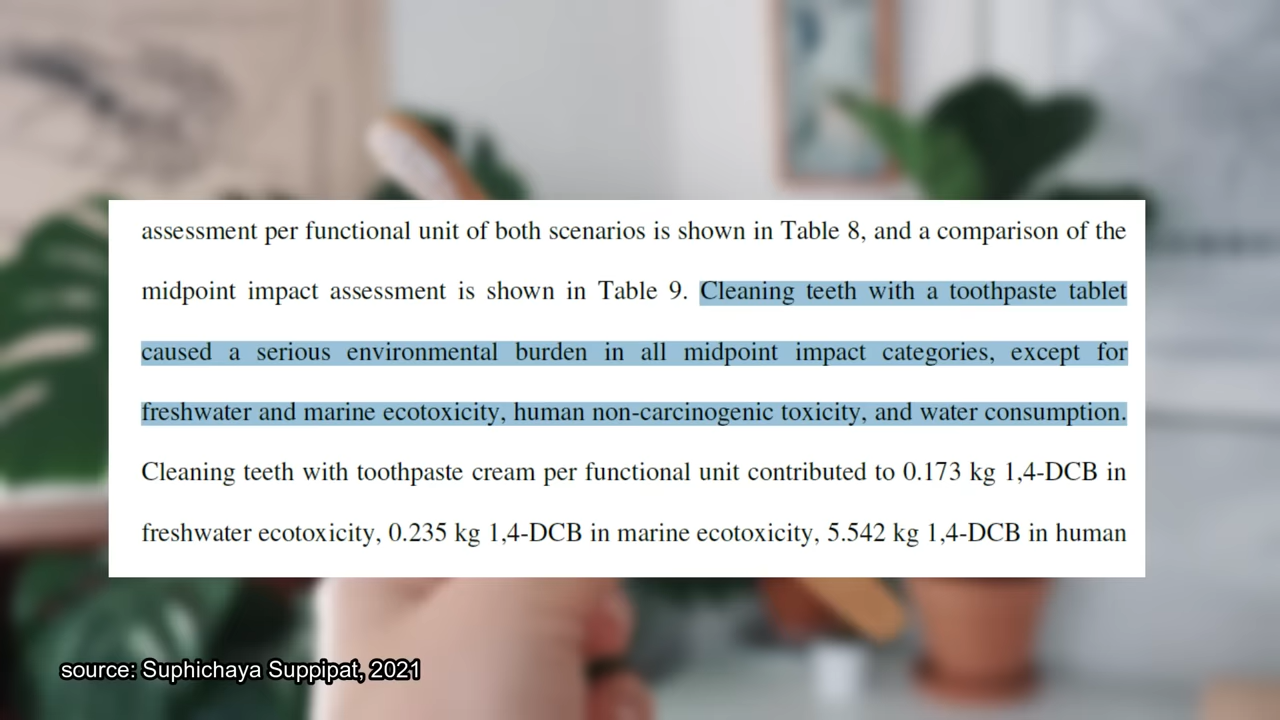 assessment per functional unit of both scenarios is shown in Table 8, and a comparison of the
midpoint impact assessment is shown in Table 9. Cleaning teeth with a toothpaste tablet
caused a serious environmental burden in all midpoint impact categories, except for
freshwater and marine ecotoxicity, human non-carcinogenic toxicity, and water consumption.
Cleaning teeth with toothpaste cream per functional unit contributed to 0.173 kg 1,4-DCB in
freshwater ecotoxicity, 0.235 kg 1,4-DCB in marine ecotoxicity, 5.542 kg 1,4-DCB in human
source: Suphichaya Suppipat, 2021